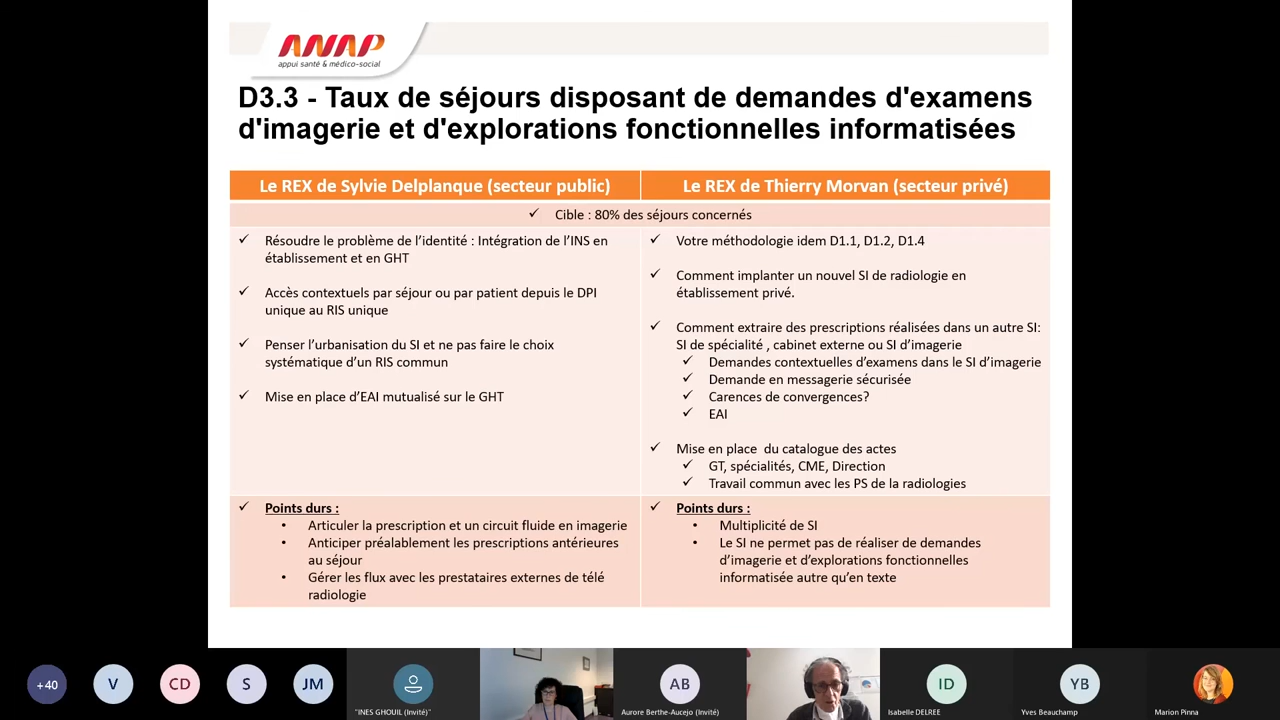 ANAP
appui santé & médico-social
D3.3 - Taux de séjours disposant de demandes d'examens
d'imagerie et d'explorations fonctionnelles informatisées
Le REX de Sylvie Delplanque (secteur public)
Le REX de Thierry Morvan (secteur privé)
✓ Cible : 80% des séjours concernés
✓ Résoudre le problème de l'identité : Intégration de l'INS en
établissement et en GHT
✓ Accès contextuels par séjour ou par patient depuis le DPI
unique au RIS unique
✓ Penser l'urbanisation du SI et ne pas faire le choix
systématique d'un RIS commun
✓ Mise en place d'EAI mutualisé sur le GHT
✓ Votre méthodologie idem D1.1, D1.2, D1.4
✓ Comment implanter un nouvel SI de radiologie en
établissement privé.
✓ Comment extraire des prescriptions réalisées dans un autre SI:
SI de spécialité , cabinet externe ou SI d'imagerie
✓ Demandes contextuelles d'examens dans le SI d'imagerie
✓ Demande en messagerie sécurisée
✓ Carences de convergences?
✓ EAI
✓ Mise en place  du catalogue des actes
✓ GT, spécialités, CME, Direction
✓ Travail commun avec les PS de la radiologies
✓ Points durs :
• Articuler la prescription et un circuit fluide en imagerie
• Anticiper préalablement les prescriptions antérieures
au séjour
• Gérer les flux avec les prestataires externes de télé
radiologie
✓ Points durs :
• Multiplicité de SI
• Le SI ne permet pas de réaliser de demandes
d'imagerie et d'explorations fonctionnelles
informatisée autre qu'en texte
+40
V
CD
S
JM
"INES GHOUIL (Invité)"
AB
Aurore Berthe-Aucejo (Invité)
ID
Isabelle DELREE
YB
Yves Beauchamp
Marion Pinna